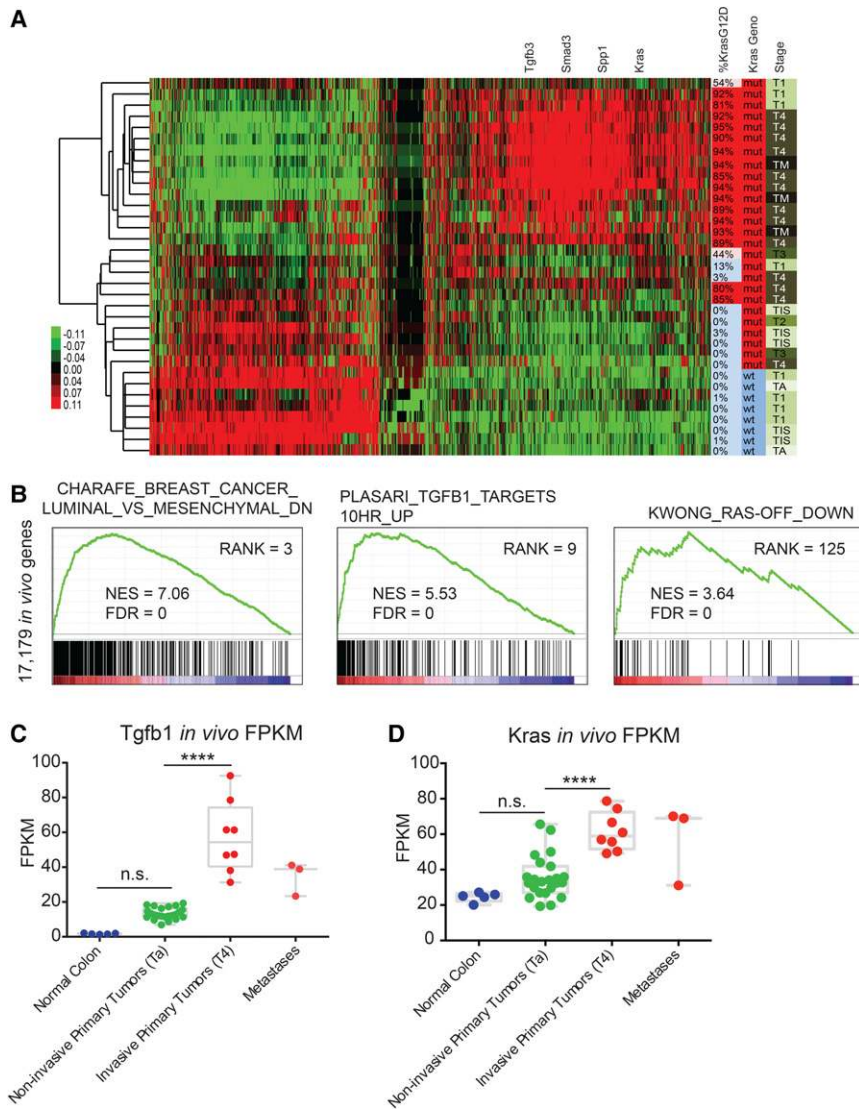 A
Tgfb3 Smad3 Spp1 Kras %KrasG12D Kras Geno Stage
54% mut T1
92% mut T1
81% mut T1
92% mut T4
95% mut T4
90% mut T4
94% mut T4
94% mut TM
85% mut T4
94% mut T4
94% mut TM
89% mut T4
94% mut T4
93% mut TM
89% mut T4
44% mut T3
13% mut T1
3% mut T4
80% mut T4
85% mut T4
0% mut TIS
0% mut T2
3% mut TIS
0% mut TIS
0% mut T3
0% mut T4
0% wt T1
0% wt TA
1% wt T1
0% wt T1
0% wt T1
0% wt TIS
1% wt TIS
0% wt TA
-0.11
-0.07
-0.04
0.00
0.04
0.07
0.11
B
17,179 in vivo genes
CHARAFE_BREAST_CANCER_
LUMINAL_VS_MESENCHYMAL_DN
RANK = 3
NES = 7.06
FDR = 0
PLASARI_TGFB1_TARGETS
10HR_UP
RANK = 9
NES = 5.53
FDR = 0
KWONG_RAS-OFF_DOWN
RANK = 125
NES = 3.64
FDR = 0
C
Tgfb1 in vivo FPKM
FPKM
100
80
60
40
20
0
n.s.
****
Normal Colon
Non-invasive Primary Tumors (Ta)
Invasive Primary Tumors (T4)
Metastases
D
Kras in vivo FPKM
FPKM
100
80
60
40
20
0
n.s.
****
Normal Colon
Non-invasive Primary Tumors (Ta)
Invasive Primary Tumors (T4)
Metastases